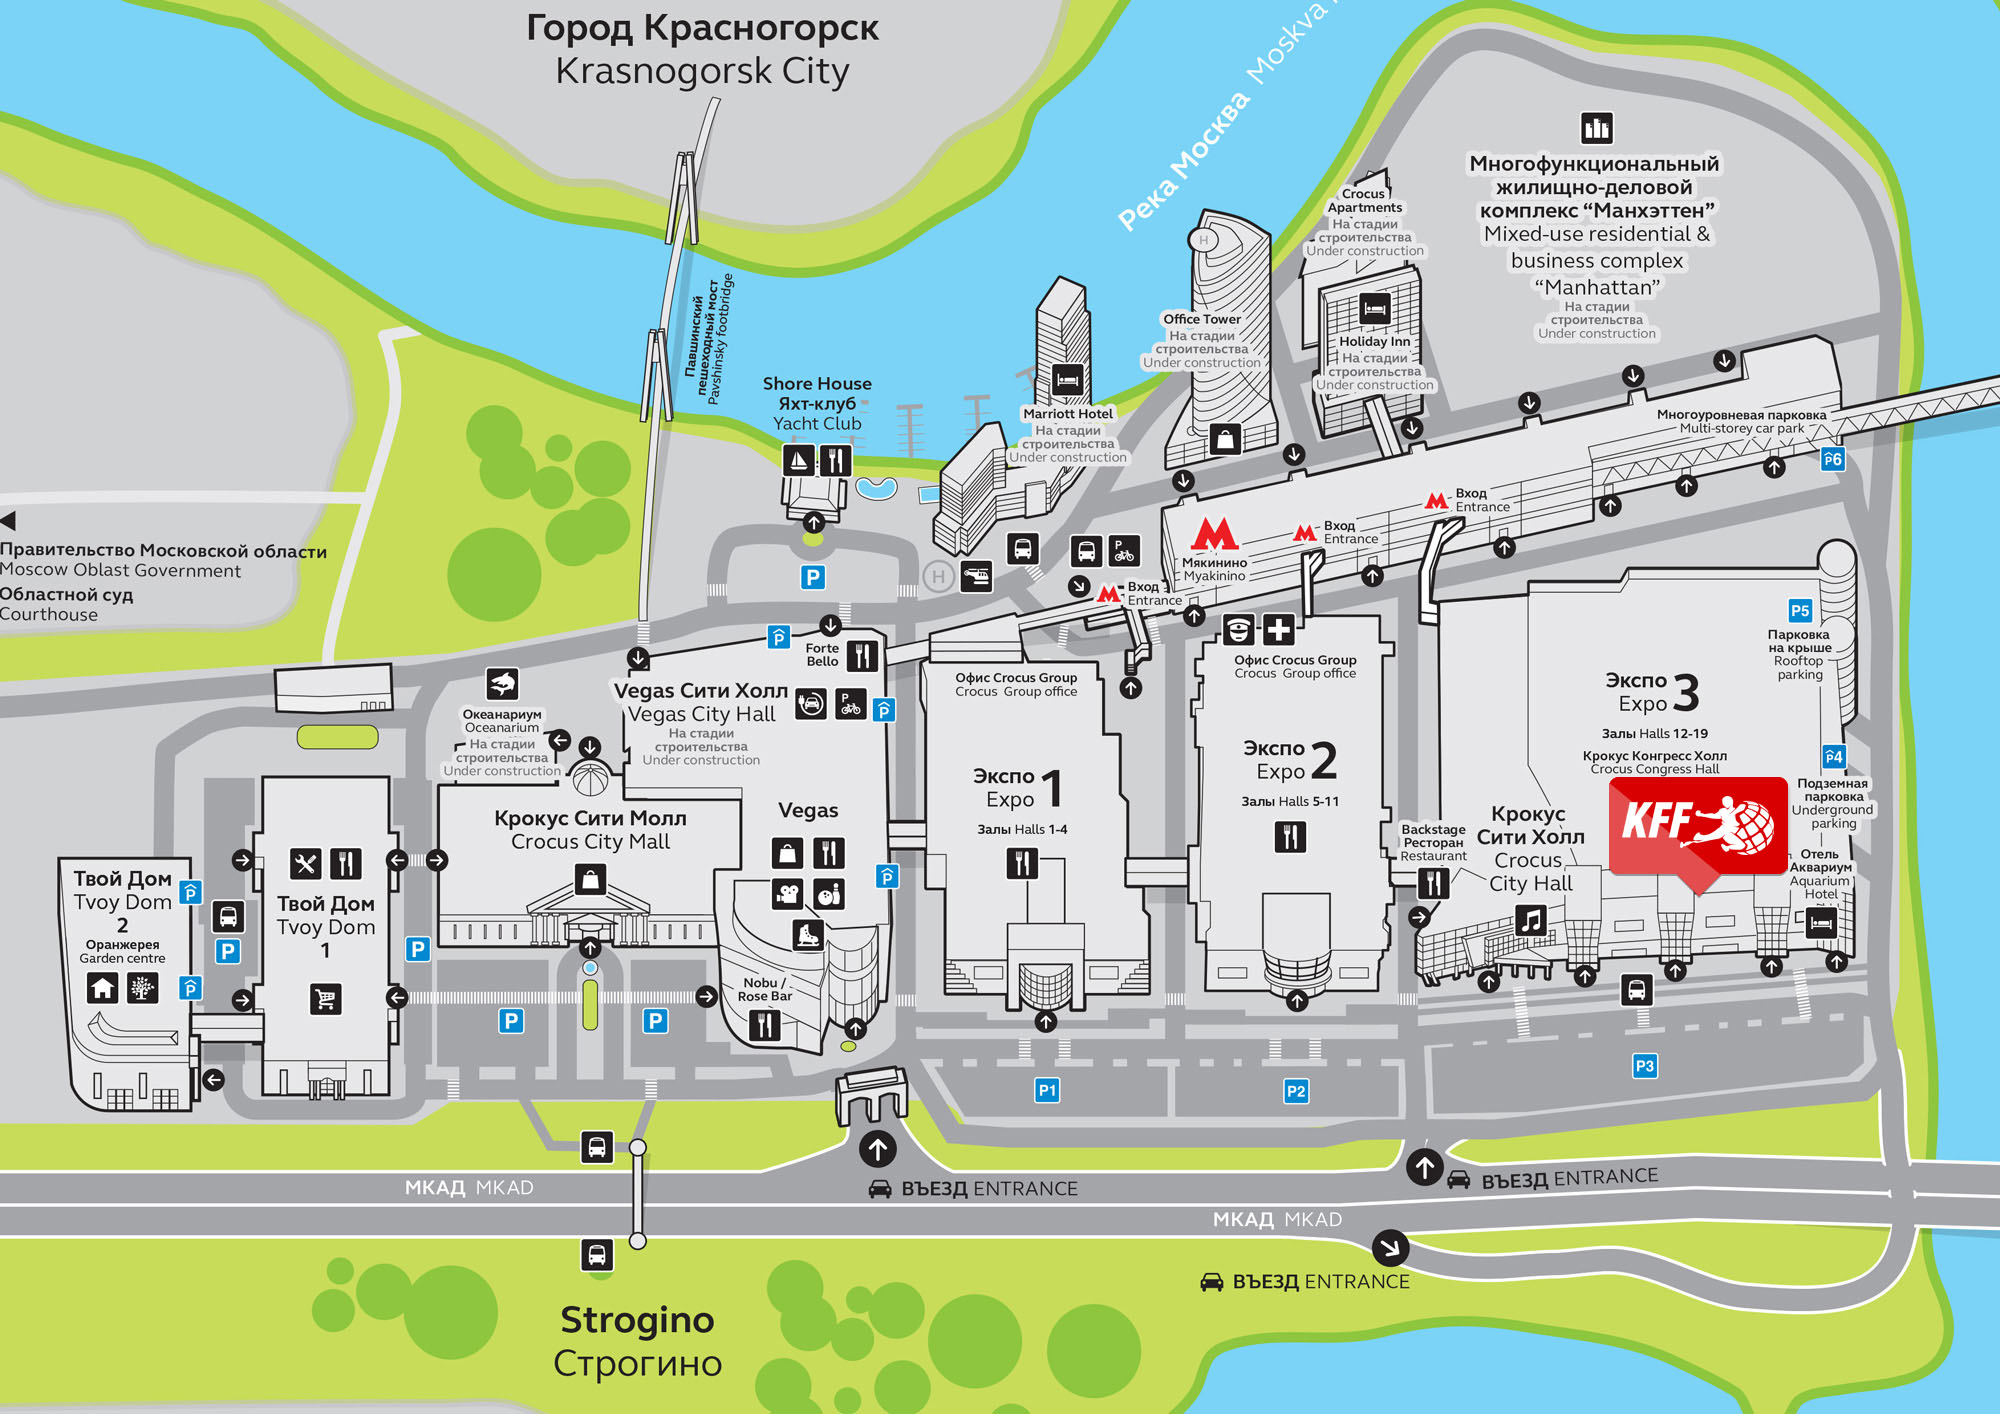 Город Красногорск
Krasnogorsk City
Река Москва Moskva
Многофункциональный
жилищно-деловой
комплекс “Манхэттен”
Mixed-use residential &
business complex
“Manhattan”
На стадии
строительства
Under construction
Crocus
Apartments
На стадии
строительства
Under construction
Павшинский
пешеходный мост
Pavshinsky footbridge
Office Tower
На стадии
строительства
Under construction
H
Holiday Inn
На стадии
строительства
Under construction
Shore House
Яхт-клуб
Yacht Club
Marriott Hotel
На стадии
строительства
Under construction
Многоуровневая парковка
Multi-storey car park
P6
Вход
Entrance
Вход
Entrance
Мякинино
Myakinino
Вход
Entrance
P
H
P
Правительство Московской области
Moscow Oblast Government
Областной суд
Courthouse
P
Forte
Bello
Офис Crocus Group
Crocus Group office
Офис Crocus Group
Crocus Group office
P5
Парковка
на крыше
Rooftop
parking
Океанариум
Oceanarium
На стадии
строительства
Under construction
Vegas Сити Холл
Vegas City Hall
На стадии
строительства
Under construction
P
P
Экспо
Expo 3
Залы Halls 12-19
Крокус Конгресс Холл
Crocus Congress Hall
Экспо
Expo 1
Залы Halls 1-4
Экспо
Expo 2
Залы Halls 5-11
P4
Подземная
парковка
Underground
parking
KFF
Крокус
Сити Холл
Crocus
City Hall
Backstage
Ресторан
Restaurant
Отель
Аквариум
Aquarium
Hotel
Крокус Сити Молл
Crocus City Mall
Vegas
P
Твой Дом
Tvoy Dom
2
Оранжерея
Garden centre
P
P
P
Твой Дом
Tvoy Dom
1
P
Nobu /
Rose Bar
P
P
P1
P2
P3
МКАД MKAD
ВЪЕЗД ENTRANCE
ВЪЕЗД ENTRANCE
МКАД MKAD
ВЪЕЗД ENTRANCE
Strogino
Строгино